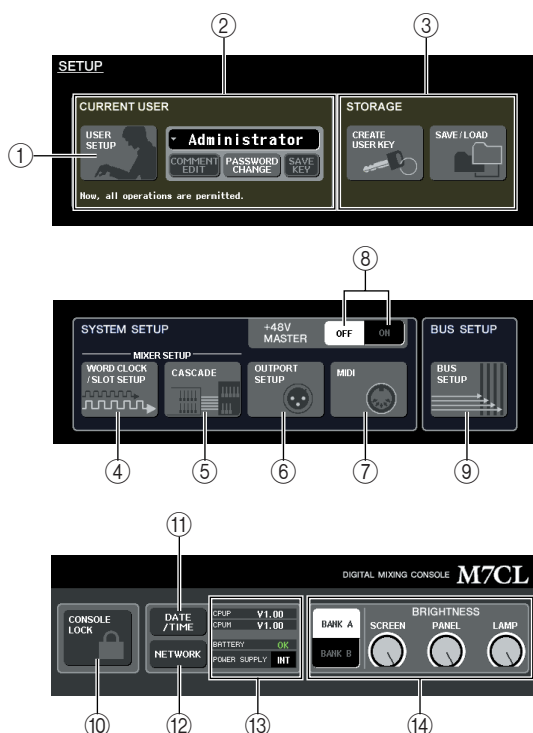 ② ③
SETUP
CURRENT USER
STORAGE
①
USER SETUP
Administrator
COMMENT EDIT
PASSWORD CHANGE
SAVE KEY
Now, all operations are permitted.
CREATE USER KEY
SAVE/LOAD
⑧
SYSTEM SETUP
+48V MASTER
OFF
ON
BUS SETUP
MIXER SETUP
WORD CLOCK /SLOT SETUP
CASCADE
OUTPORT SETUP
MIDI
BUS SETUP
④ ⑤ ⑥ ⑦ ⑨
⑪
DIGITAL MIXING CONSOLE M7CL
CONSOLE LOCK
DATE /TIME
NETWORK
CPUP V1.00
CPUM V1.00
BATTERY OK
POWER SUPPLY INT
BANK A
BANK B
BRIGHTNESS
SCREEN PANEL LAMP
⑩ ⑫ ⑬ ⑭